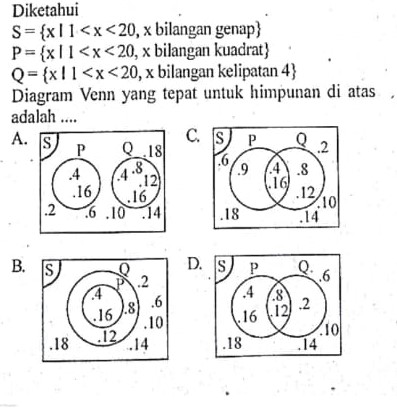 Diketahui
S = {x | 1 < x < 20, x bilangan genap}
P = {x | 1 < x < 20, x bilangan kuadrat}
Q = {x | 1 < x < 20, x bilangan kelipatan 4}
Diagram Venn yang tepat untuk himpunan di atas
adalah ....
A. S P Q .18
.4 .4 .8
.16 .12
.16
.2 .6 .10 .14
C. S P Q .2
.6 .9 .4 .8
.16
.12 .10
.18 .14
B. S Q
P .2
.4 .6
.16 .8
.10
.12
.18 .14
D. S P Q. .6
.4 .8 .2
.16 .12
.10
.18 .14